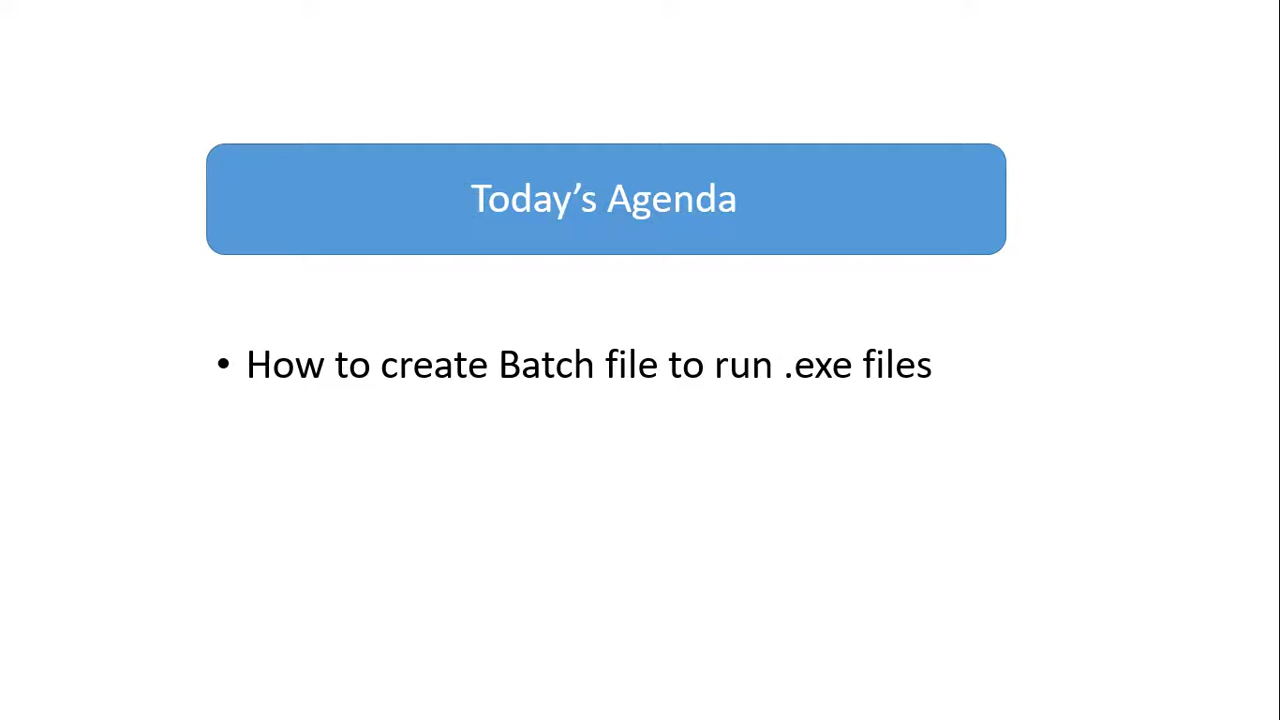 Today’s Agenda
• How to create Batch file to run .exe files